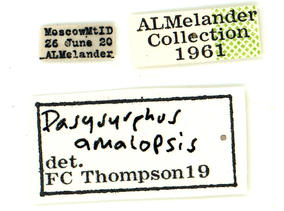 MoscowMtID
26 June 20
ALMelander
ALMelander
Collection
1961
Dasysyrphus
amalopsis
det.
FC Thompson19